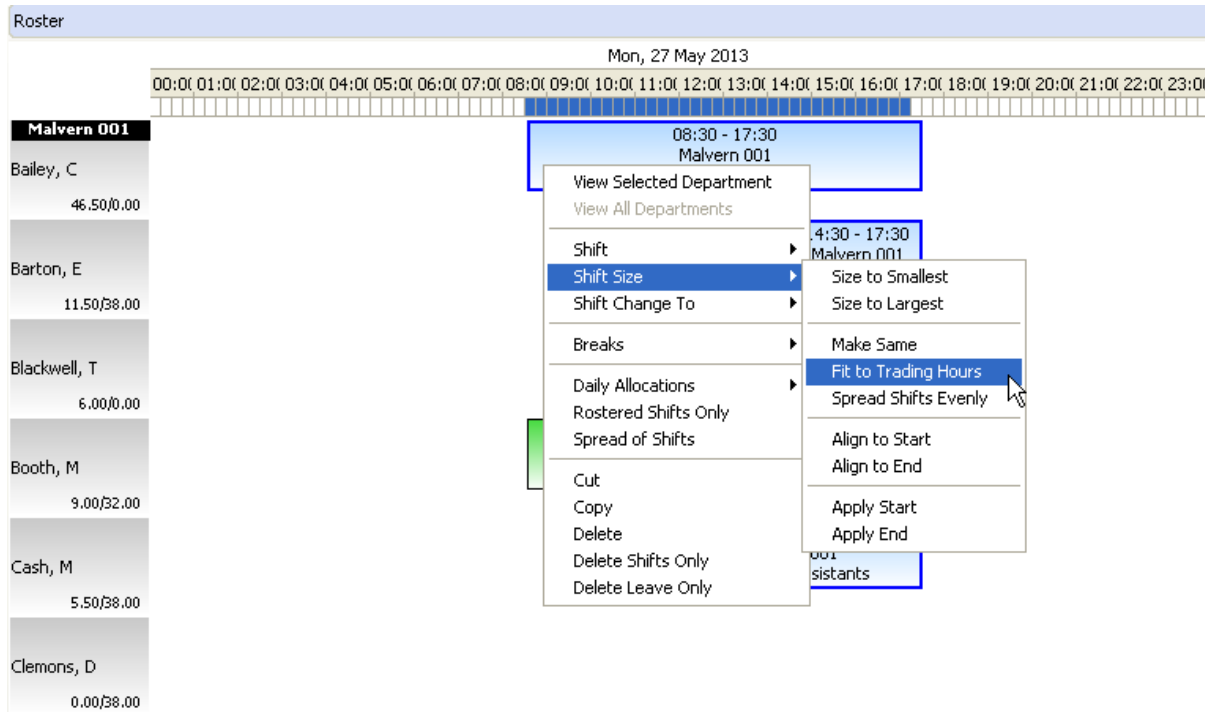 Roster
Mon, 27 May 2013
00:0( 01:0( 02:0( 03:0( 04:0( 05:0( 06:0( 07:0( 08:0( 09:0( 10:0( 11:0( 12:0( 13:0( 14:0( 15:0( 16:0( 17:0( 18:0( 19:0( 20:0( 21:0( 22:0( 23:0(
Malvern 001
08:30 - 17:30
Malvern 001
Bailey, C
46.50/0.00
Barton, E
11.50/38.00
4:30 - 17:30
Malvern 001
Blackwell, T
6.00/0.00
Booth, M
9.00/32.00
Cash, M
5.50/38.00
001
sistants
Clemons, D
0.00/38.00
View Selected Department
View All Departments
Shift
Shift Size
Shift Change To
Breaks
Daily Allocations
Rostered Shifts Only
Spread of Shifts
Cut
Copy
Delete
Delete Shifts Only
Delete Leave Only
Size to Smallest
Size to Largest
Make Same
Fit to Trading Hours
Spread Shifts Evenly
Align to Start
Align to End
Apply Start
Apply End